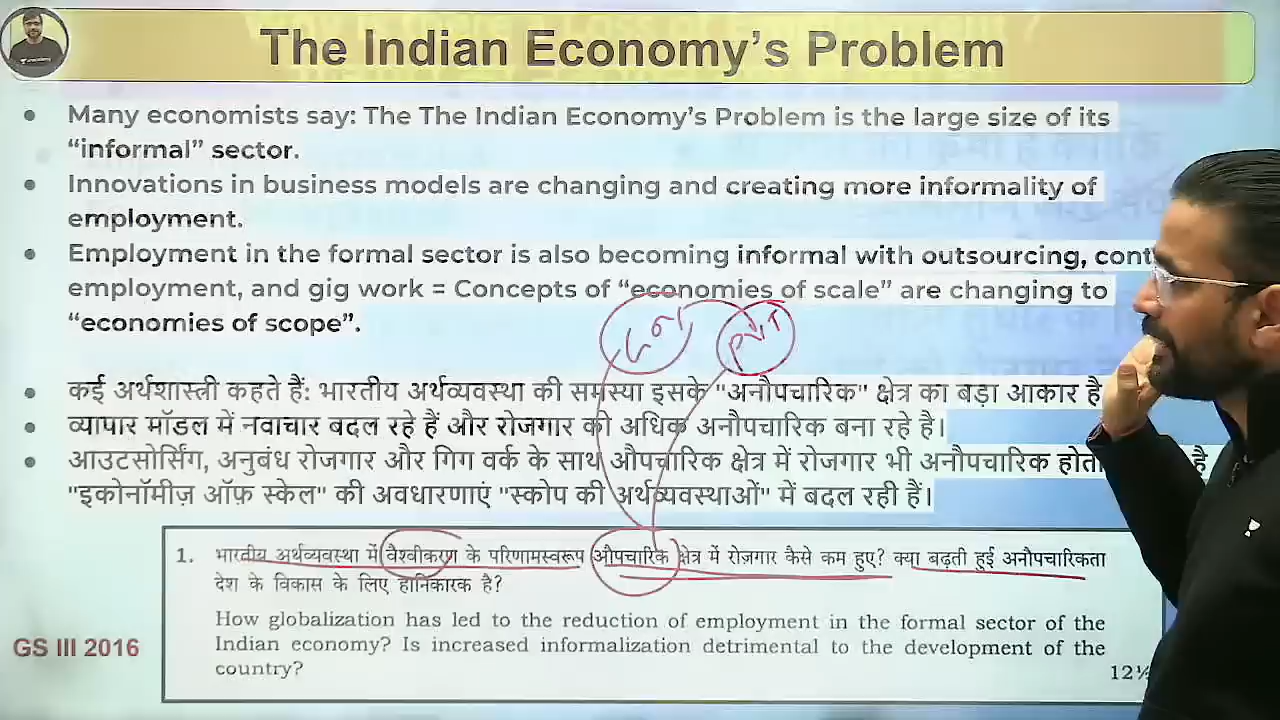 The Indian Economy's Problem
Many economists say: The The Indian Economy's Problem is the large size of its
“informal” sector.
Innovations in business models are changing and creating more informality of
employment.
Employment in the formal sector is also becoming informal with outsourcing, cont
employment, and gig work = Concepts of “economies of scale” are changing to
“economies of scope”.
Govt PVT
कई अर्थशास्त्री कहते हैं: भारतीय अर्थव्यवस्था की समस्या इसके "अनौपचारिक" क्षेत्र का बड़ा आकार है
व्यापार मॉडल में नवाचार बदल रहे हैं और रोजगार की अधिक अनौपचारिक बना रहे हैं।
आउटसोर्सिंग, अनुबंध रोजगार और गिग वर्क के साथ औपचारिक क्षेत्र में रोजगार भी अनौपचारिक होता है
"इकोनॉमीज़ ऑफ़ स्केल" की अवधारणाएं "स्कोप की अर्थव्यवस्थाओं" में बदल रही हैं।
1. भारतीय अर्थव्यवस्था में वैश्वीकरण के परिणामस्वरूप औपचारिक क्षेत्र में रोज़गार कैसे कम हुए? क्या बढ़ती हुई अनौपचारिकता
देश के विकास के लिए हानिकारक है?
How globalization has led to the reduction of employment in the formal sector of the
Indian economy? Is increased informalization detrimental to the development of the
country?
GS III 2016
12½